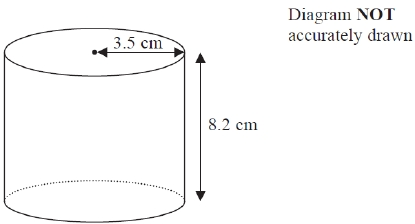 3.5 cm
Diagram NOT
accurately drawn
8.2 cm